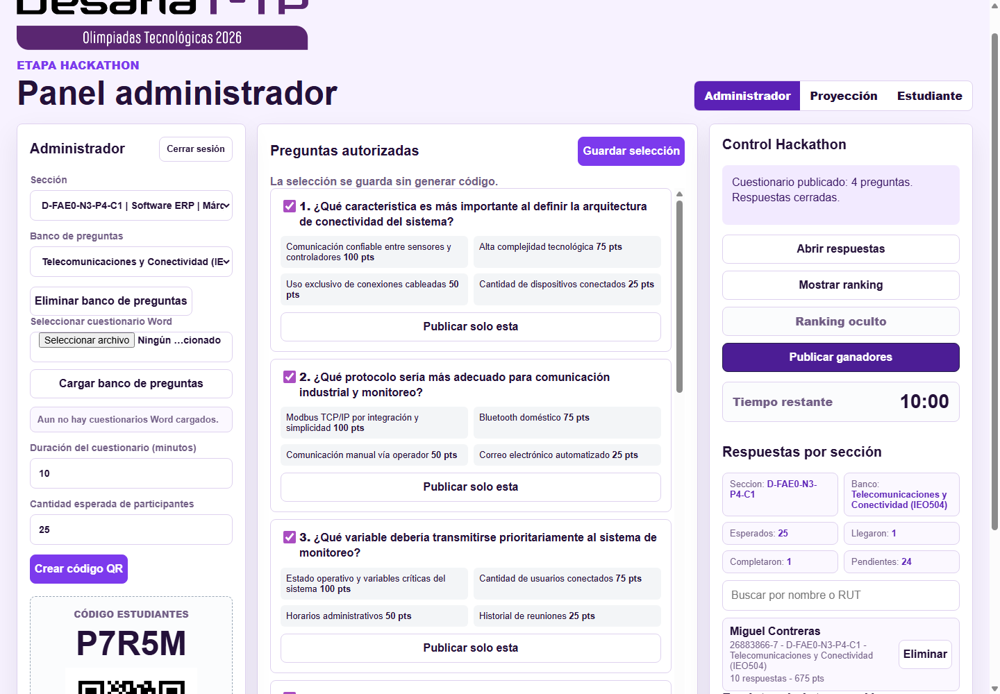 Desafía T-TP
Olimpiadas Tecnológicas 2026
ETAPA HACKATHON
Panel administrador
Administrador
Proyección
Estudiante
Administrador
Cerrar sesión
Sección
D-FAE0-N3-P4-C1 | Software ERP | Márc
Banco de preguntas
Telecomunicaciones y Conectividad (IE
Eliminar banco de preguntas
Seleccionar cuestionario Word
Seleccionar archivo Ningún ...cionado
Cargar banco de preguntas
Aun no hay cuestionarios Word cargados.
Duración del cuestionario (minutos)
10
Cantidad esperada de participantes
25
Crear código QR
CÓDIGO ESTUDIANTES
P7R5M
Preguntas autorizadas
Guardar selección
La selección se guarda sin generar código.
1. ¿Qué característica es más importante al definir la arquitectura
de conectividad del sistema?
Comunicación confiable entre sensores y
controladores 100 pts
Alta complejidad tecnológica 75 pts
Uso exclusivo de conexiones cableadas 50
pts
Cantidad de dispositivos conectados 25 pts
Publicar solo esta
2. ¿Qué protocolo sería más adecuado para comunicación
industrial y monitoreo?
Modbus TCP/IP por integración y
simplicidad 100 pts
Bluetooth doméstico 75 pts
Comunicación manual vía operador 50 pts
Correo electrónico automatizado 25 pts
Publicar solo esta
3. ¿Qué variable debería transmitirse prioritariamente al sistema de
monitoreo?
Estado operativo y variables críticas del
sistema 100 pts
Cantidad de usuarios conectados 75 pts
Horarios administrativos 50 pts
Historial de reuniones 25 pts
Publicar solo esta
Control Hackathon
Cuestionario publicado: 4 preguntas.
Respuestas cerradas.
Abrir respuestas
Mostrar ranking
Ranking oculto
Publicar ganadores
Tiempo restante
10:00
Respuestas por sección
Seccion: D-FAE0-N3-
P4-C1
Banco:
Telecomunicaciones y
Conectividad (IEO504)
Esperados: 25
Llegaron: 1
Completaron: 1
Pendientes: 24
Buscar por nombre o RUT
Miguel Contreras
26883866-7 - D-FAE0-N3-P4-C1 -
Telecomunicaciones y Conectividad
(IEO504)
10 respuestas - 675 pts
Eliminar